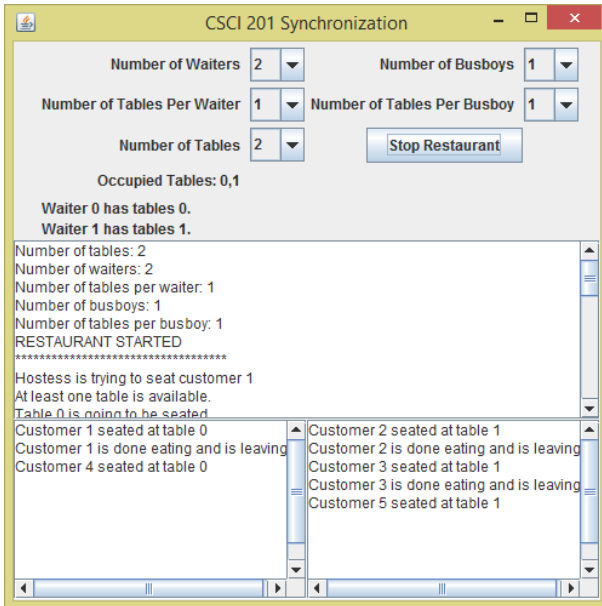 CSCI 201 Synchronization
Number of Waiters 2 Number of Busboys 1
Number of Tables Per Waiter 1 Number of Tables Per Busboy 1
Number of Tables 2 Stop Restaurant
Occupied Tables: 0,1
Waiter 0 has tables 0.
Waiter 1 has tables 1.
Number of tables: 2
Number of waiters: 2
Number of tables per waiter: 1
Number of busboys: 1
Number of tables per busboy: 1
RESTAURANT STARTED
***********************************
Hostess is trying to seat customer 1
At least one table is available.
Table 0 is going to be seated
Customer 1 seated at table 0
Customer 1 is done eating and is leaving
Customer 4 seated at table 0
Customer 2 seated at table 1
Customer 2 is done eating and is leaving
Customer 3 seated at table 1
Customer 3 is done eating and is leaving
Customer 5 seated at table 1